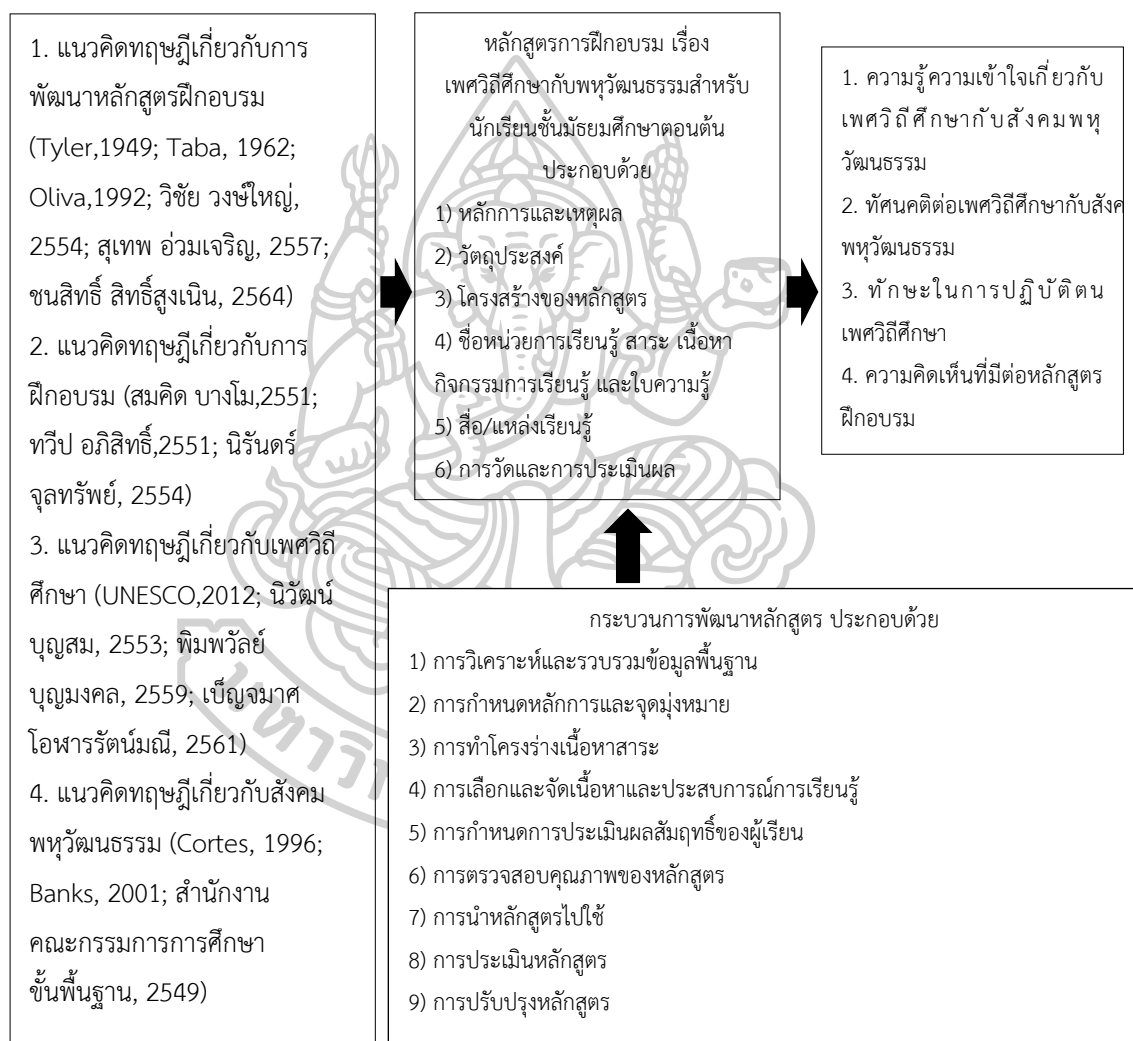 1. แนวคิดทฤษฎีเกี่ยวกับการ
พัฒนาหลักสูตรฝึกอบรม
(Tyler,1949; Taba, 1962;
Oliva,1992; วิชัย วงษ์ใหญ่,
2554; สุเทพ อ่วมเจริญ, 2557;
ชนสิทธิ์ สิทธิ์สูงเนิน, 2564)
2. แนวคิดทฤษฎีเกี่ยวกับการ
ฝึกอบรม (สมคิด บางโม,2551;
ทวีป อภิสิทธิ์,2551; นิรันดร์
จุลทรัพย์, 2554)
3. แนวคิดทฤษฎีเกี่ยวกับเพศวิถี
ศึกษา (UNESCO,2012; นิวัฒน์
บุญสม, 2553; พิมพวัลย์
บุญมงคล, 2559; เบ็ญจมาศ
โอฬารรัตน์มณี, 2561)
4. แนวคิดทฤษฎีเกี่ยวกับสังคม
พหุวัฒนธรรม (Cortes, 1996;
Banks, 2001; สำนักงาน
คณะกรรมการการศึกษา
ขั้นพื้นฐาน, 2549)
หลักสูตรการฝึกอบรม เรื่อง
เพศวิถีศึกษากับพหุวัฒนธรรมสำหรับ
นักเรียนชั้นมัธยมศึกษาตอนต้น
ประกอบด้วย
1) หลักการและเหตุผล
2) วัตถุประสงค์
3) โครงสร้างของหลักสูตร
4) ชื่อหน่วยการเรียนรู้ สาระ เนื้อหา
กิจกรรมการเรียนรู้ และใบความรู้
5) สื่อ/แหล่งเรียนรู้
6) การวัดและการประเมินผล
1. ความรู้ความเข้าใจเกี่ยวกับ
เพศวิถีศึกษากับสังคมพหุ
วัฒนธรรม
2. ทัศนคติต่อเพศวิถีศึกษากับสังค
พหุวัฒนธรรม
3. ทักษะในการปฏิบัติตน
เพศวิถีศึกษา
4. ความคิดเห็นที่มีต่อหลักสูตร
ฝึกอบรม
กระบวนการพัฒนาหลักสูตร ประกอบด้วย
1) การวิเคราะห์และรวบรวมข้อมูลพื้นฐาน
2) การกำหนดหลักการและจุดมุ่งหมาย
3) การทำโครงร่างเนื้อหาสาระ
4) การเลือกและจัดเนื้อหาและประสบการณ์การเรียนรู้
5) การกำหนดการประเมินผลสัมฤทธิ์ของผู้เรียน
6) การตรวจสอบคุณภาพของหลักสูตร
7) การนำหลักสูตรไปใช้
8) การประเมินหลักสูตร
9) การปรับปรุงหลักสูตร